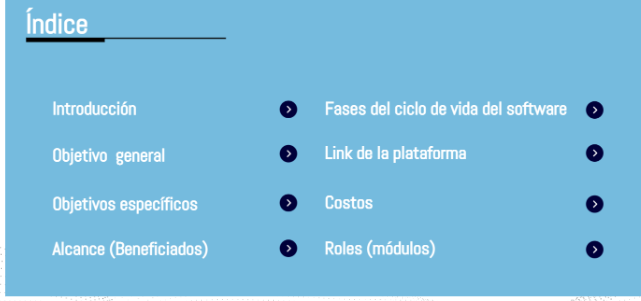 Índice
Introducción
Objetivo general
Objetivos específicos
Alcance (Beneficiados)
Fases del ciclo de vida del software
Link de la plataforma
Costos
Roles (módulos)